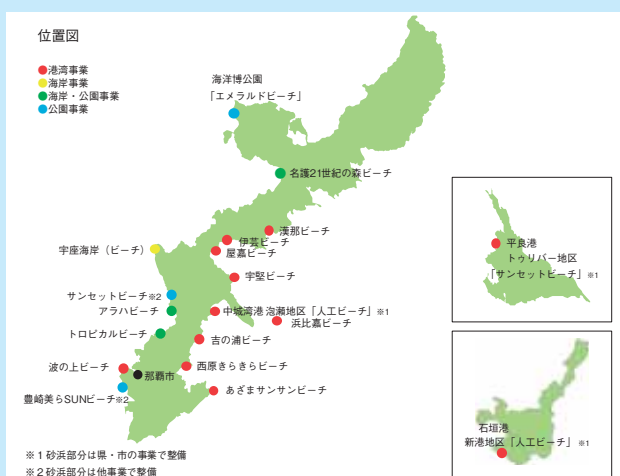 位置図
●港湾事業
●海岸事業
●海岸・公園事業
●公園事業
海洋博公園
「エメラルドビーチ」
名護21世紀の森ビーチ
漢那ビーチ
伊芸ビーチ
屋嘉ビーチ
宇座海岸（ビーチ）
宇堅ビーチ
サンセットビーチ※2
アラハビーチ
中城湾港 泡瀬地区「人工ビーチ」※1
浜比嘉ビーチ
トロピカルビーチ
吉の浦ビーチ
波の上ビーチ
那覇市
西原きらきらビーチ
豊崎美らSUNビーチ※2
あざまサンサンビーチ
平良港
トゥリバー地区
「サンセットビーチ」※1
石垣港
新港地区「人工ビーチ」※1
※1 砂浜部分は県・市の事業で整備
※2 砂浜部分は他事業で整備